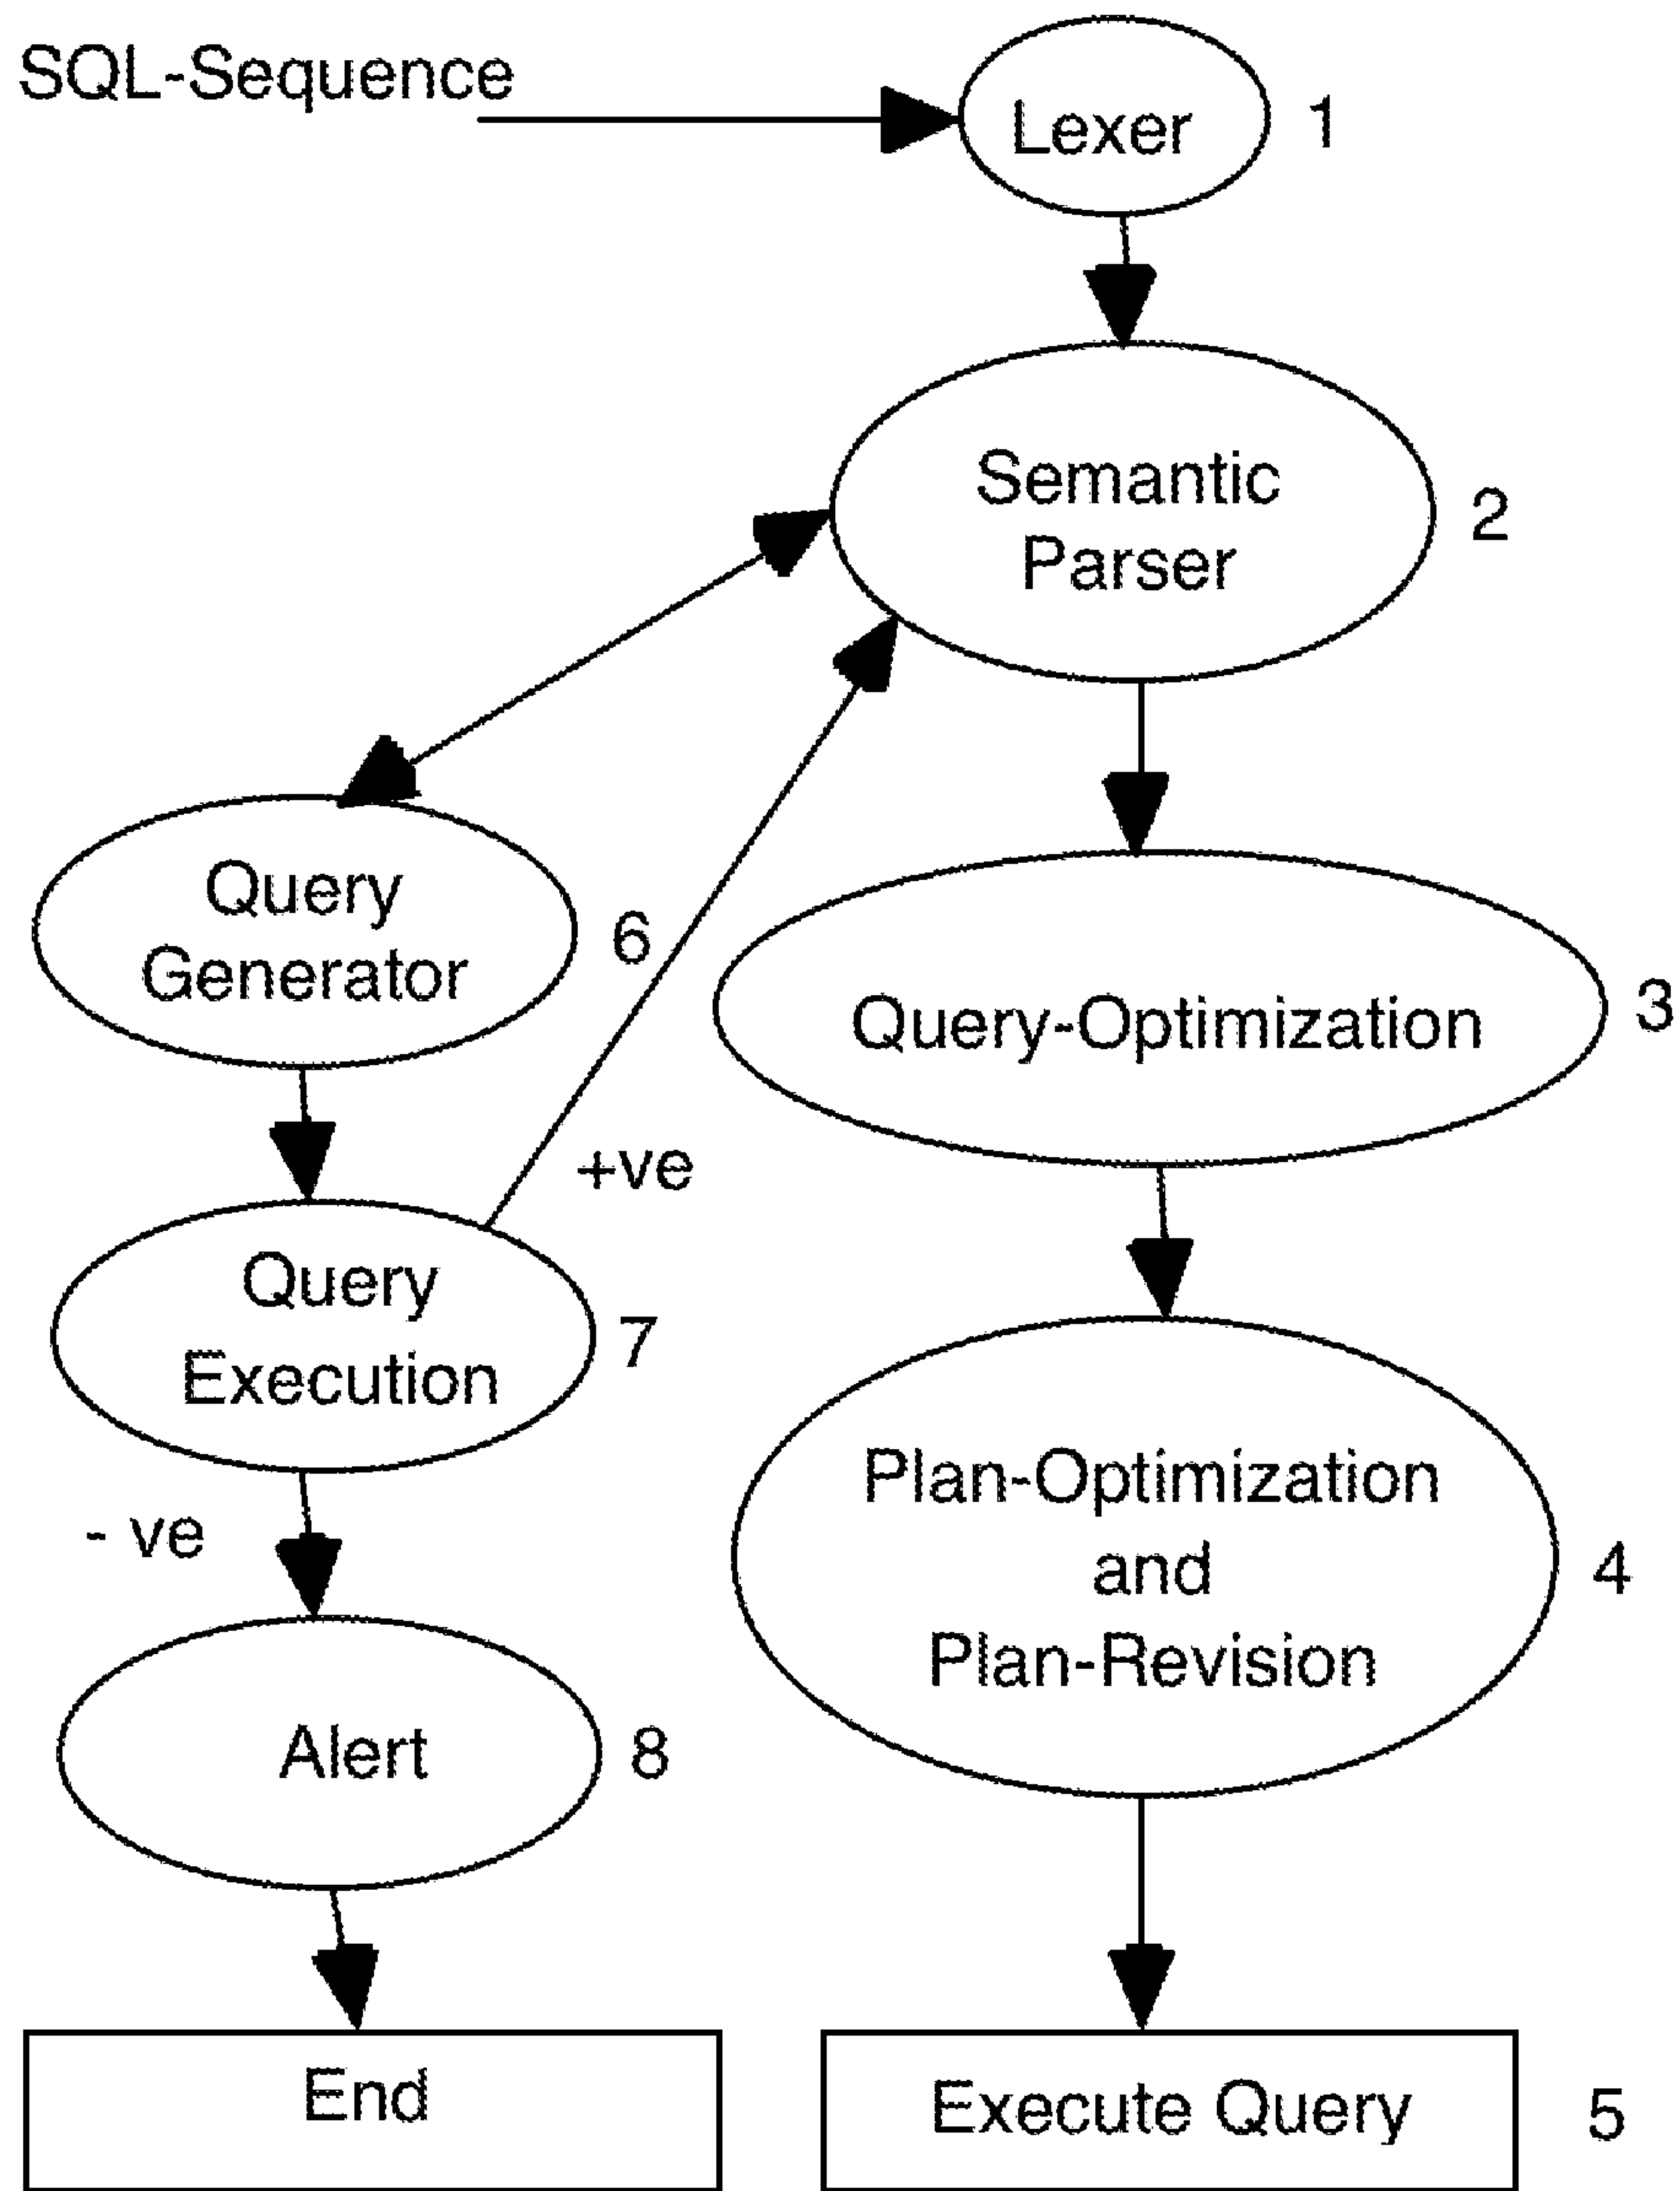 SQL-Sequence
Lexer
1
Semantic
Parser
2
Query
Generator
6
Query-Optimization
3
+ve
Query
Execution
7
Plan-Optimization
and
Plan-Revision
4
- ve
Alert
8
End
Execute Query
5